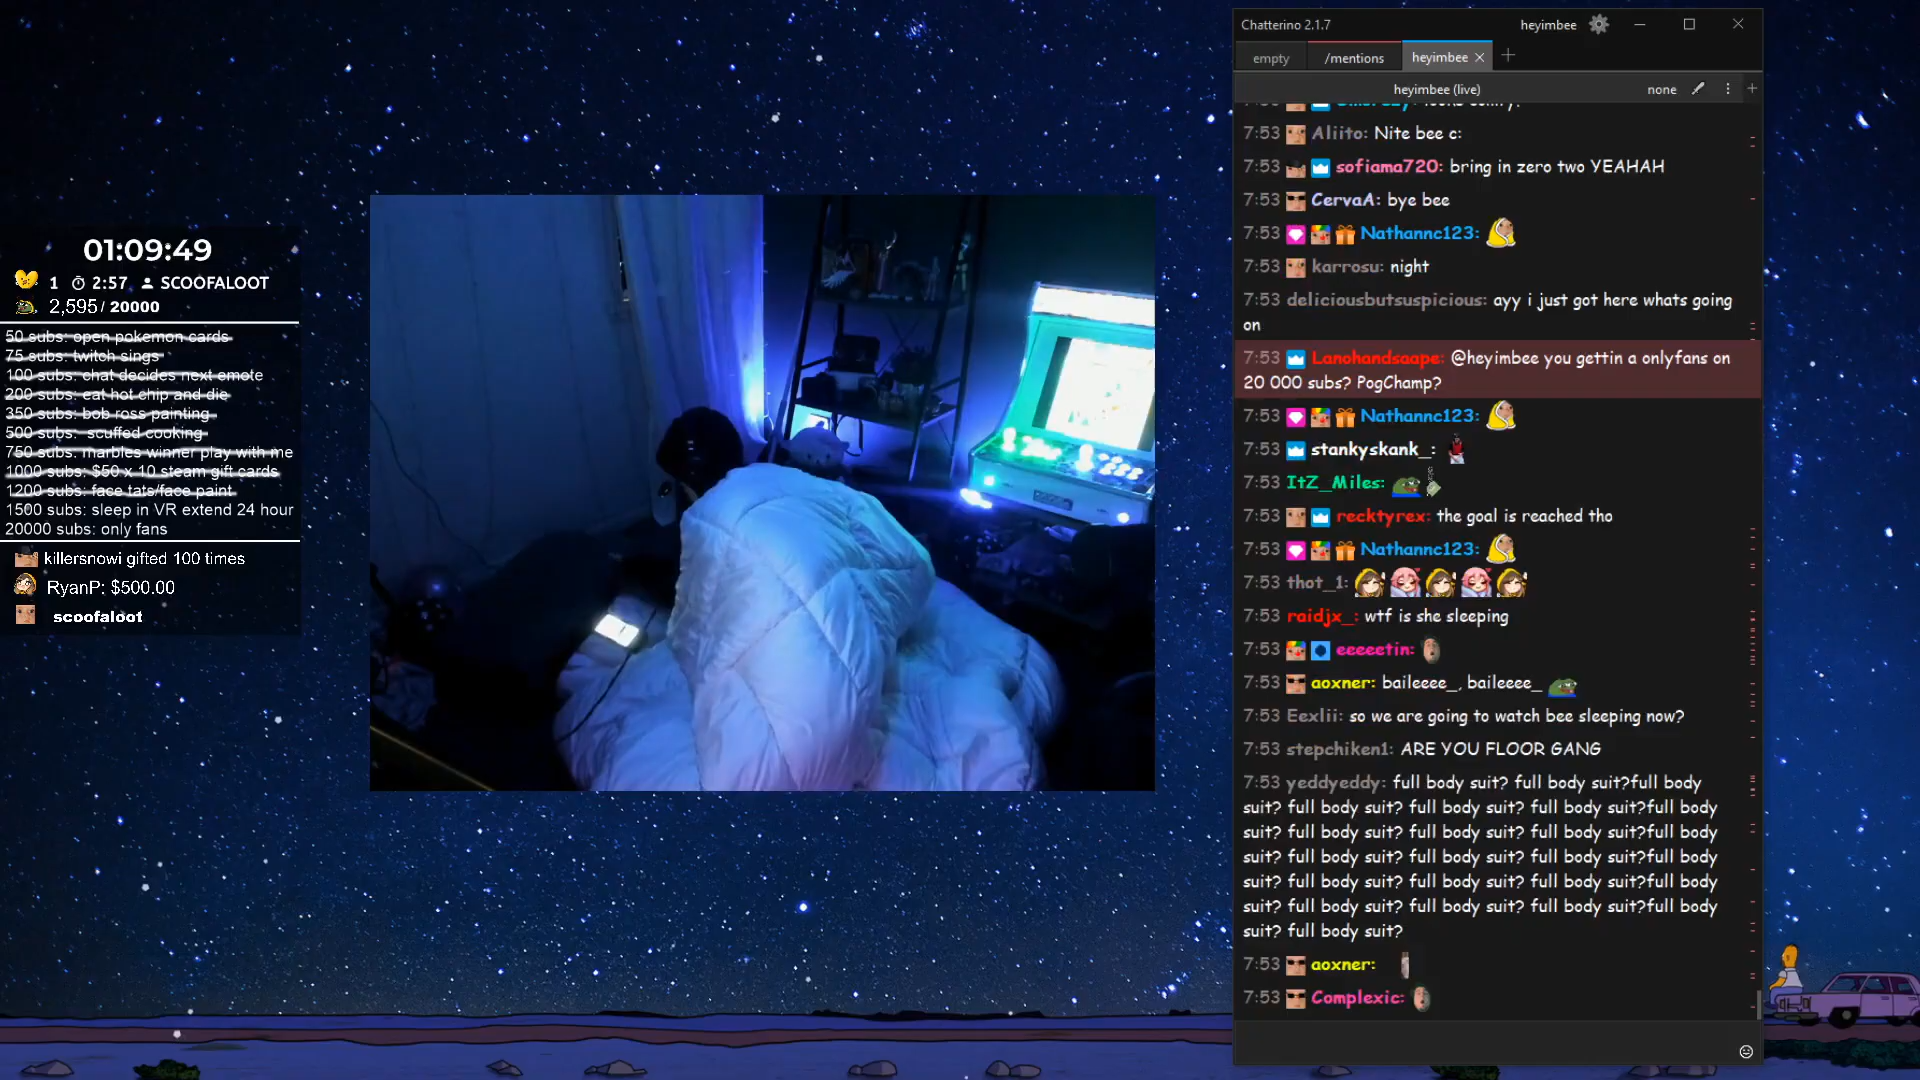 01:09:49
1 2:57 SCOOFALOOT
2,595/ 20000
50 subs: open pokemon cards
75 subs: twitch sings
100 subs: chat decides next emote
200 subs: eat hot chip and die
350 subs: bob ross painting
500 subs: scuffed cooking
750 subs: marbles winner play with me
1000 subs: $50 x 10 steam gift cards
1200 subs: face tats/face paint
1500 subs: sleep in VR extend 24 hour
20000 subs: only fans
killersnowi gifted 100 times
RyanP: $500.00
scoofaloot
Chatterino 2.1.7 heyimbee
empty /mentions heyimbee
heyimbee (live) none
7:53 Aliito: Nite bee c:
7:53 sofiama720: bring in zero two YEAHAH
7:53 CervaA: bye bee
7:53 Nathannc123:
7:53 karrosu: night
7:53 deliciousbutsuspicious: ayy i just got here whats going
on
7:53 Lanohandsaape: @heyimbee you gettin a onlyfans on
20 000 subs? PogChamp?
7:53 Nathannc123:
7:53 stankyskank_:
7:53 ItZ_Miles:
7:53 recktyrex: the goal is reached tho
7:53 Nathannc123:
7:53 thot_1:
7:53 raidjx_: wtf is she sleeping
7:53 eeeeetin:
7:53 aoxner: baileeee_, baileeee_
7:53 Eexlii: so we are going to watch bee sleeping now?
7:53 stepchiken1: ARE YOU FLOOR GANG
7:53 yeddyeddy: full body suit? full body suit?full body
suit? full body suit? full body suit? full body suit?full body
suit? full body suit? full body suit? full body suit?full body
suit? full body suit? full body suit? full body suit?full body
suit? full body suit? full body suit? full body suit?full body
suit? full body suit? full body suit? full body suit?full body
suit? full body suit?
7:53 aoxner:
7:53 Complexic: